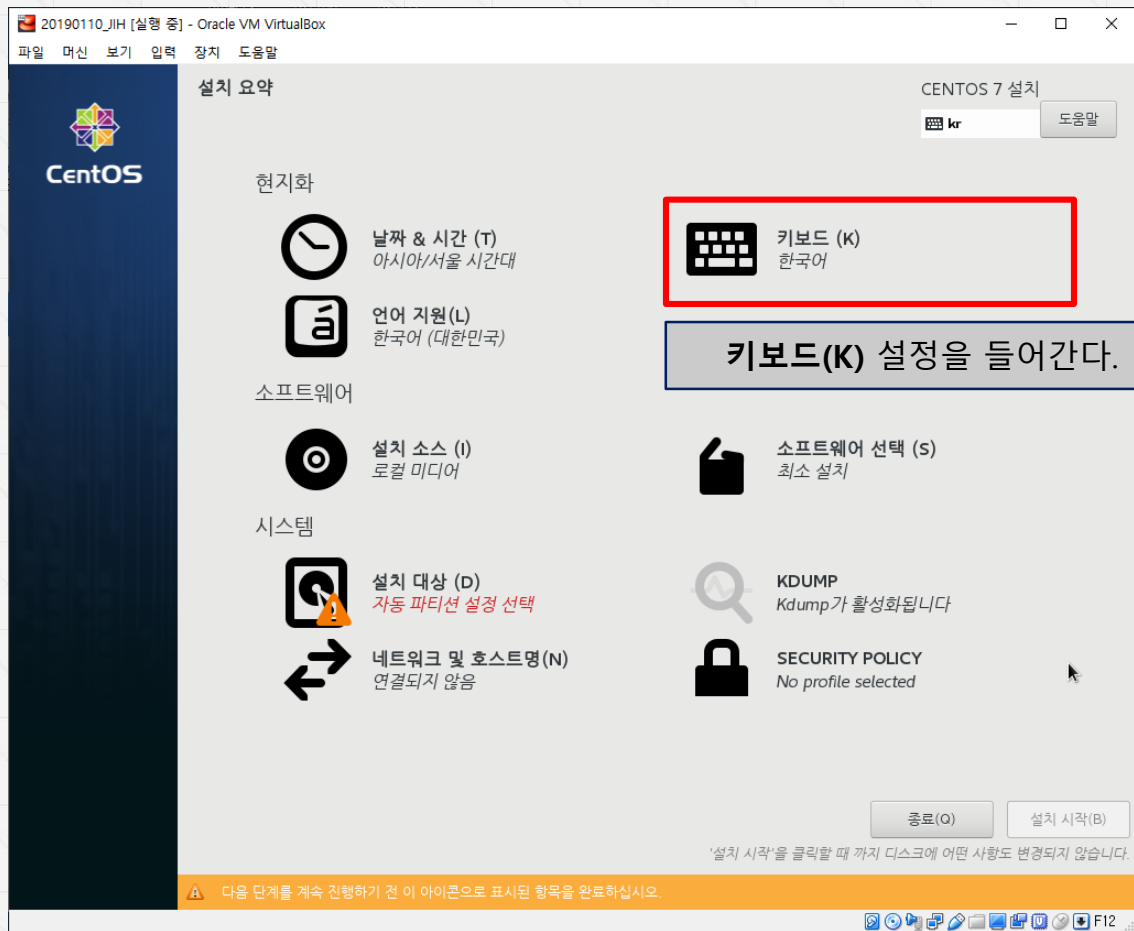 20190110_JIH [실행 중] - Oracle VM VirtualBox
파일 머신 보기 입력 장치 도움말
설치 요약
CENTOS 7 설치
kr
도움말
CentOS
현지화
날짜 & 시간 (T)
아시아/서울 시간대
키보드 (K)
한국어
언어 지원(L)
한국어 (대한민국)
키보드(K) 설정을 들어간다.
소프트웨어
설치 소스 (I)
로컬 미디어
소프트웨어 선택 (S)
최소 설치
시스템
설치 대상 (D)
자동 파티션 설정 선택
KDUMP
Kdump가 활성화됩니다
네트워크 및 호스트명(N)
연결되지 않음
SECURITY POLICY
No profile selected
종료(Q)
설치 시작(B)
'설치 시작'을 클릭할 때 까지 디스크에 어떤 사항도 변경되지 않습니다.
다음 단계를 계속 진행하기 전 이 아이콘으로 표시된 항목을 완료하십시오.
F12